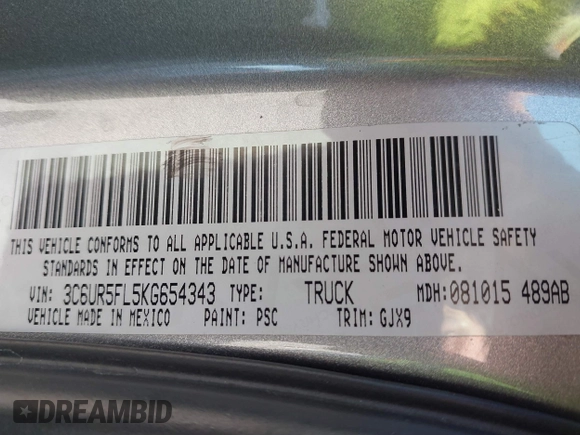 THIS VEHICLE CONFORMS TO ALL APPLICABLE U.S.A. FEDERAL MOTOR VEHICLE SAFETY
STANDARDS IN EFFECT ON THE DATE OF MANUFACTURE SHOWN ABOVE.
VIN: 3C6UR5FL5KG654343 TYPE: TRUCK MDH:081015 489AB
VEHICLE MADE IN MEXICO PAINT: PSC TRIM: GJX9
DREAMBID